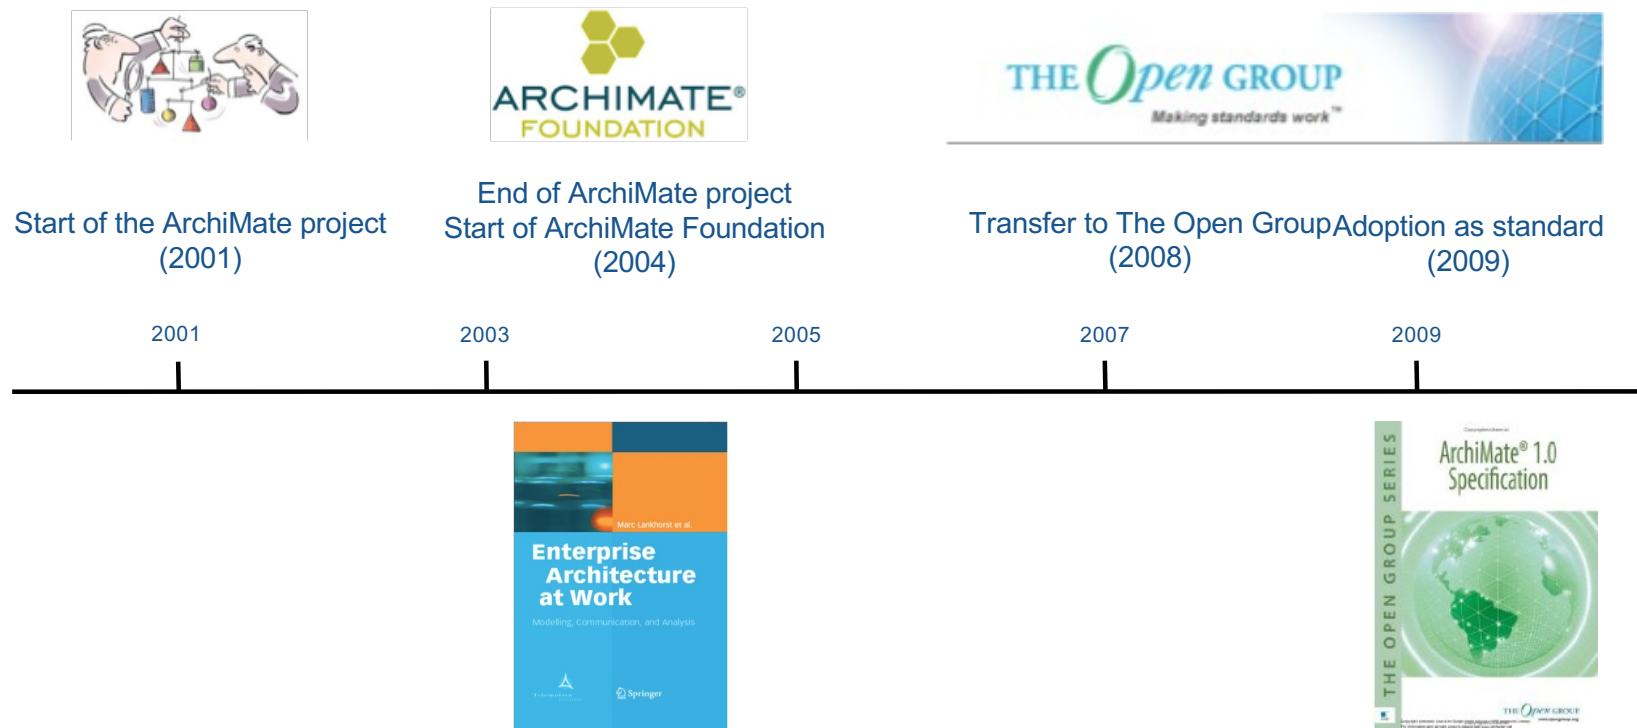 ARCHIMATE®
FOUNDATION
THE Open GROUP
Making standards work™
Start of the ArchiMate project
(2001)
End of ArchiMate project
Start of ArchiMate Foundation
(2004)
Transfer to The Open Group
(2008)
Adoption as standard
(2009)
2001
2003
2005
2007
2009
Marc Lankhorst et al.
Enterprise
Architecture
at Work
Modelling, Communication, and Analysis
Springer
THE OPEN GROUP SERIES
ArchiMate® 1.0
Specification
THE Open GROUP
www.opengroup.org